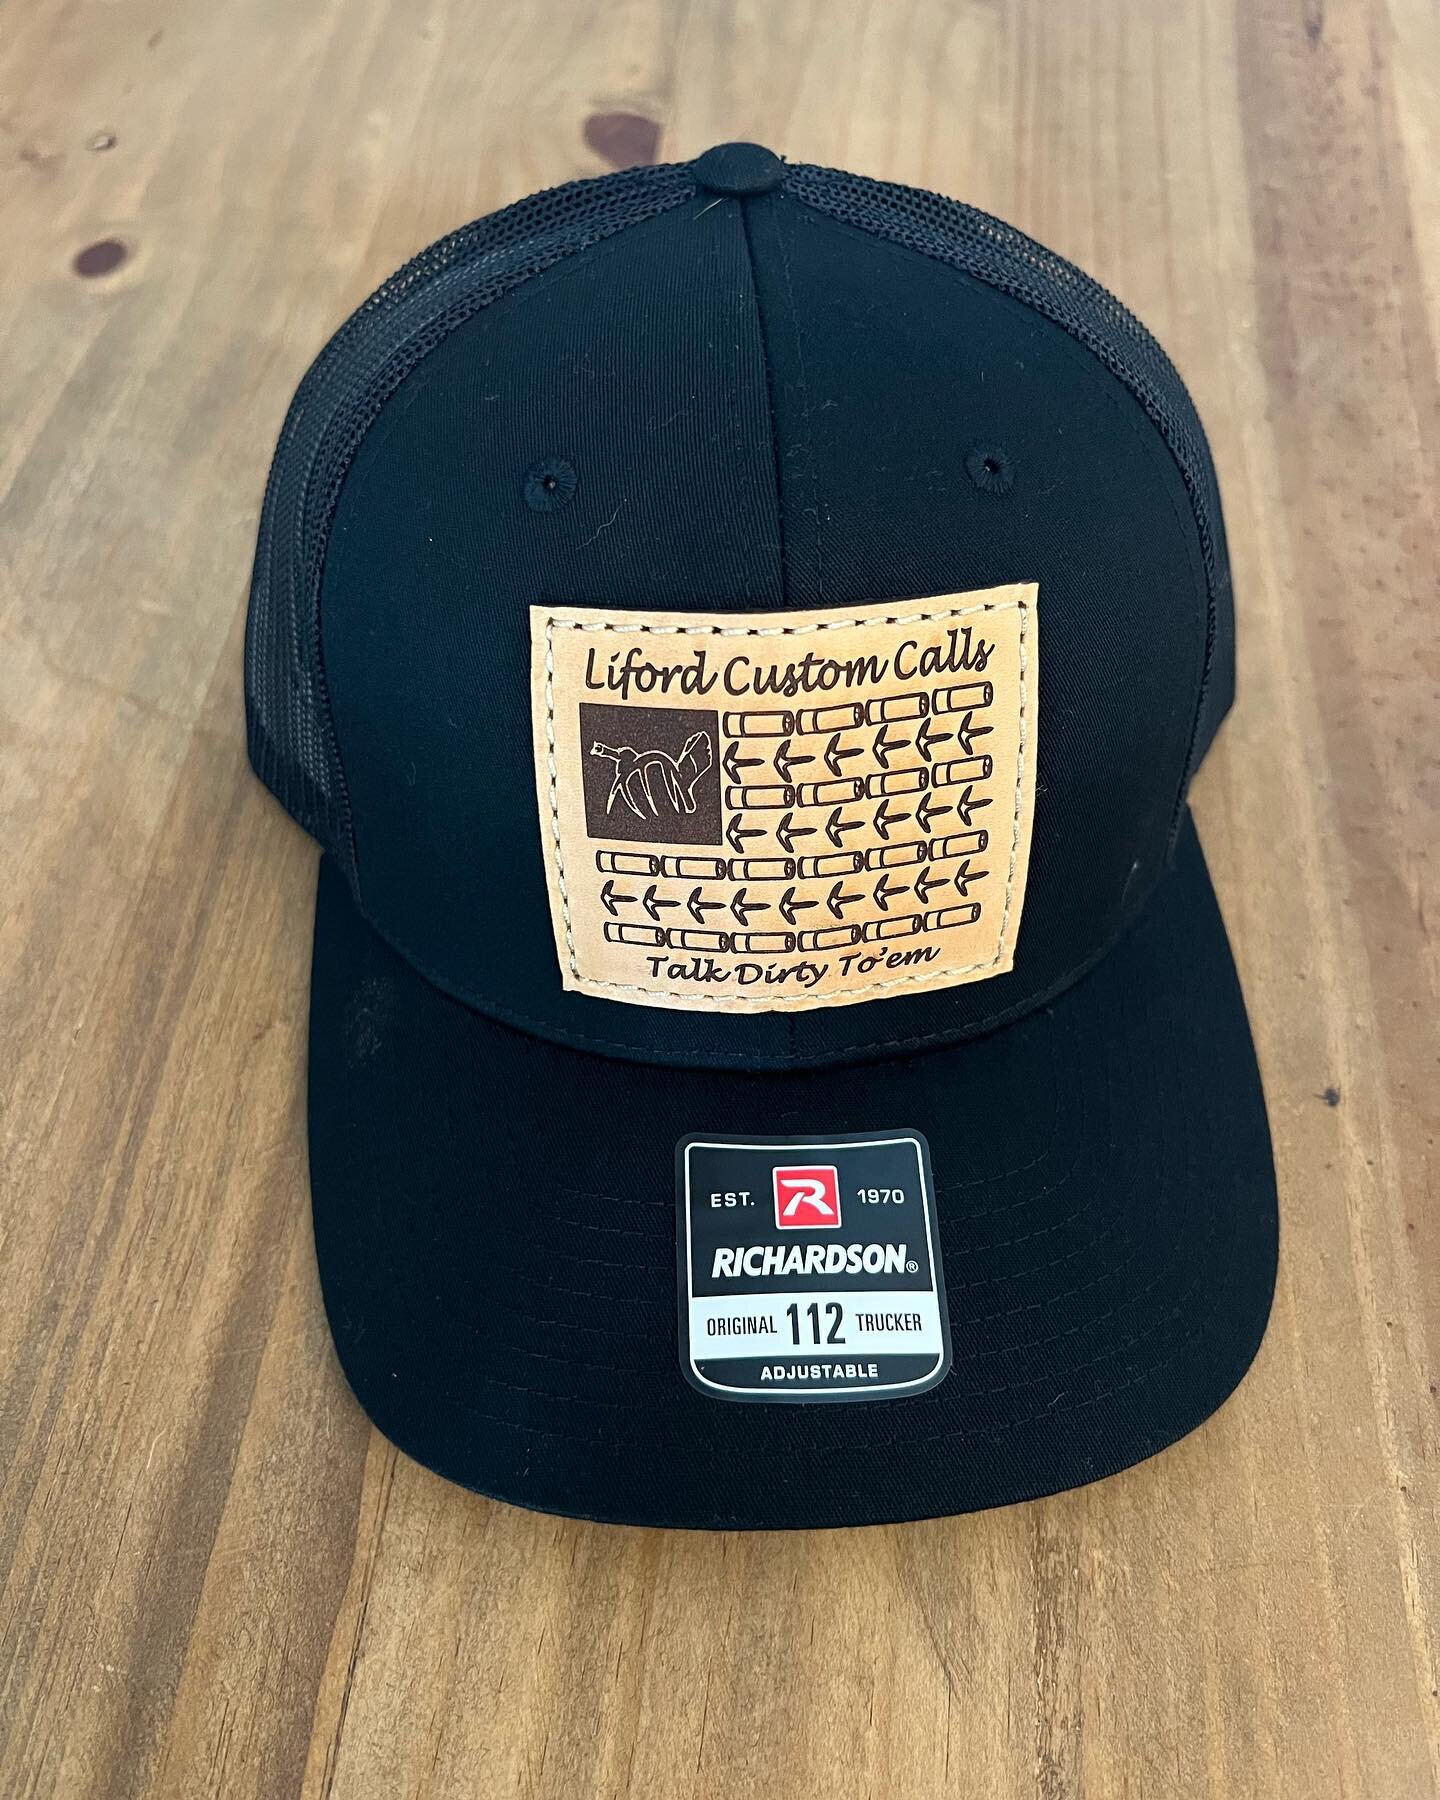 Liford Custom Calls
Talk Dirty To'em
EST. R 1970
RICHARDSON®
ORIGINAL 112 TRUCKER
ADJUSTABLE